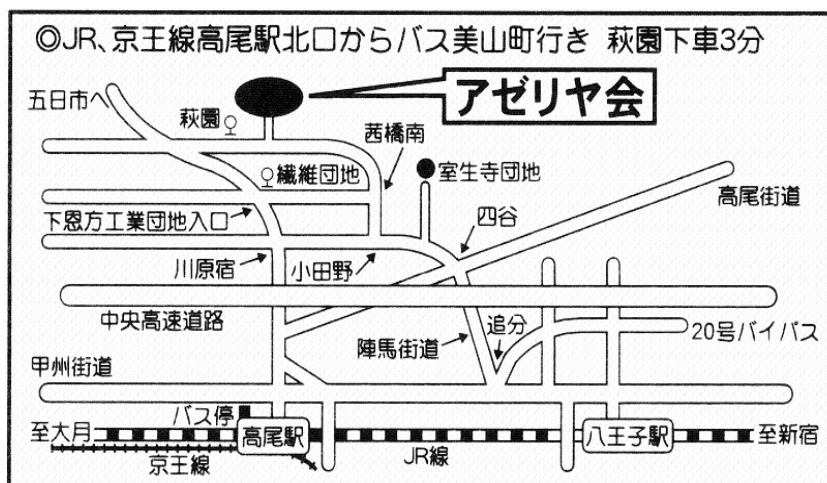 ◎JR、京王線高尾駅北口からバス美山町行き 萩園下車3分
アゼリヤ会
五日市へ
萩園
茜橋南
繊維団地
室生寺団地
高尾街道
下恩方工業団地入口
四谷
川原宿
小田野
中央高速道路
陣馬街道
追分
20号バイパス
甲州街道
バス停
至大月
高尾駅
八王子駅
至新宿
京王線
JR線